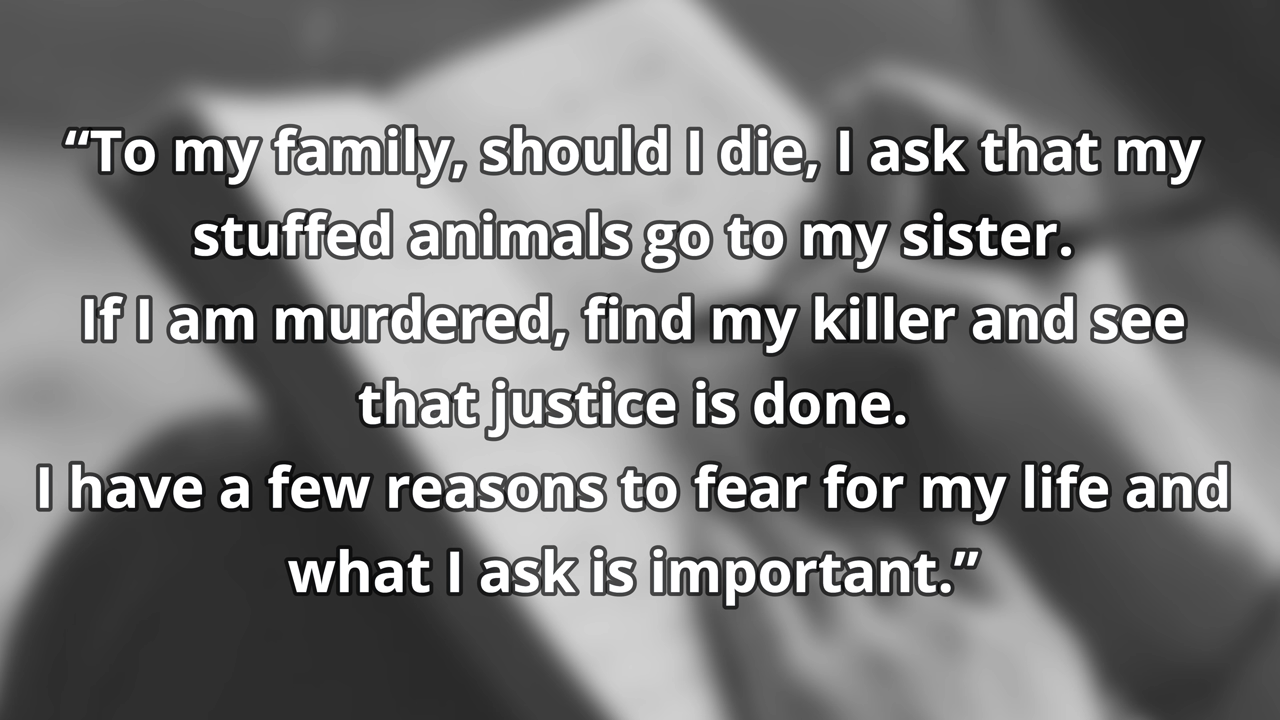 “To my family, should I die, I ask that my
stuffed animals go to my sister.
If I am murdered, find my killer and see
that justice is done.
I have a few reasons to fear for my life and
what I ask is important.”